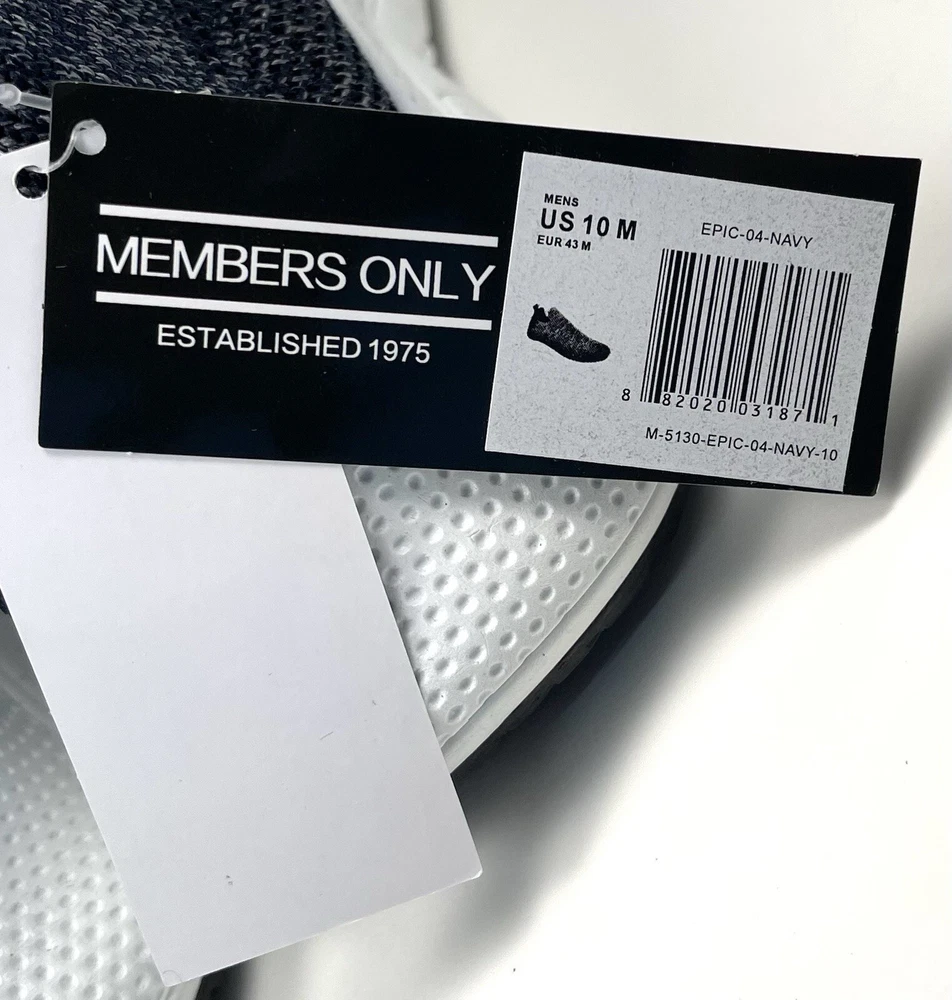 MEMBERS ONLY
ESTABLISHED 1975
MENS
US 10 M
EUR 43 M
EPIC-04-NAVY
8 82020 03187 1
M-5130-EPIC-04-NAVY-10